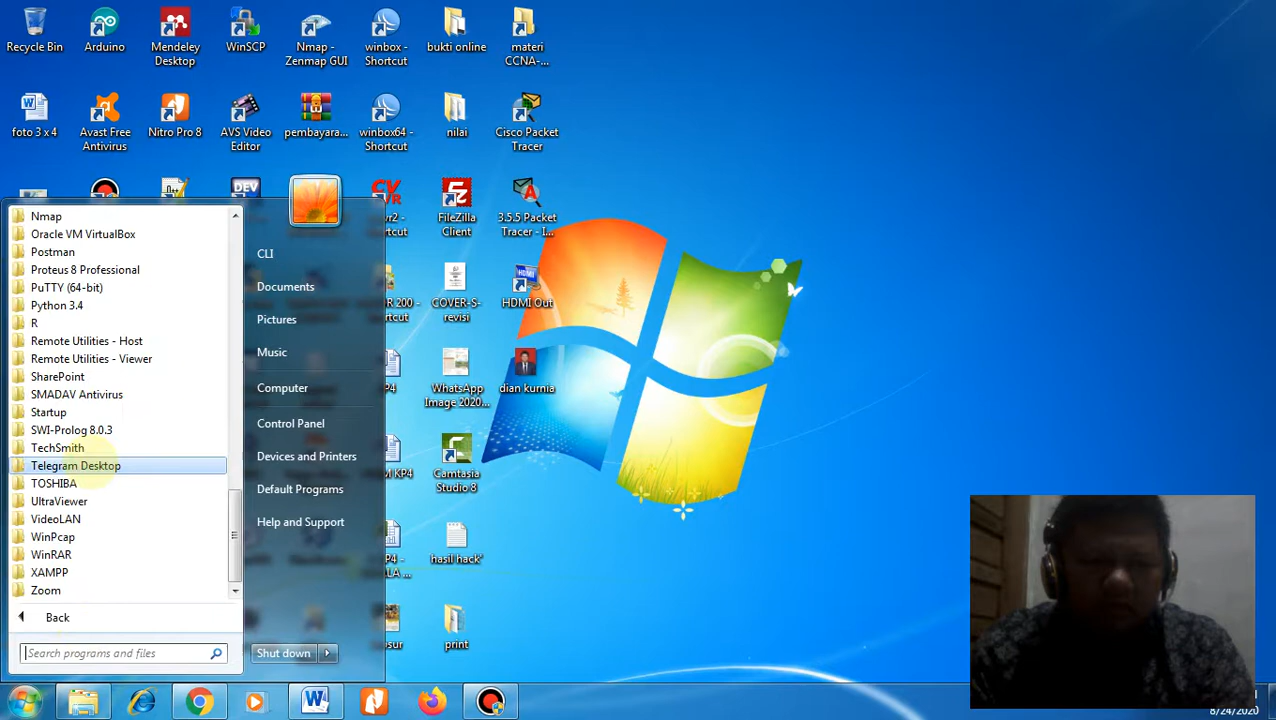 Recycle Bin
Arduino
Mendeley
Desktop
WinSCP
Nmap -
Zenmap GUI
winbox -
Shortcut
bukti online
materi
CCNA-...
foto 3 x 4
Avast Free
Antivirus
Nitro Pro 8
AVS Video
Editor
pembayara...
winbox64 -
Shortcut
nilai
Cisco Packet
Tracer
DEV
FileZilla
Client
3.5.5 Packet
Tracer - I...
COVER-S-
revisi
HDMI
HDMI Out
WhatsApp
Image 2020...
dian kurnia
Camtasia
Studio 8
hasil hack'
print
Nmap
Oracle VM VirtualBox
Postman
Proteus 8 Professional
PuTTY (64-bit)
Python 3.4
R
Remote Utilities - Host
Remote Utilities - Viewer
SharePoint
SMADAV Antivirus
Startup
SWI-Prolog 8.0.3
TechSmith
Telegram Desktop
TOSHIBA
UltraViewer
VideoLAN
WinPcap
WinRAR
XAMPP
Zoom
Back
Search programs and files
CLI
Documents
Pictures
Music
Computer
Control Panel
Devices and Printers
Default Programs
Help and Support
Shut down
8/24/2020